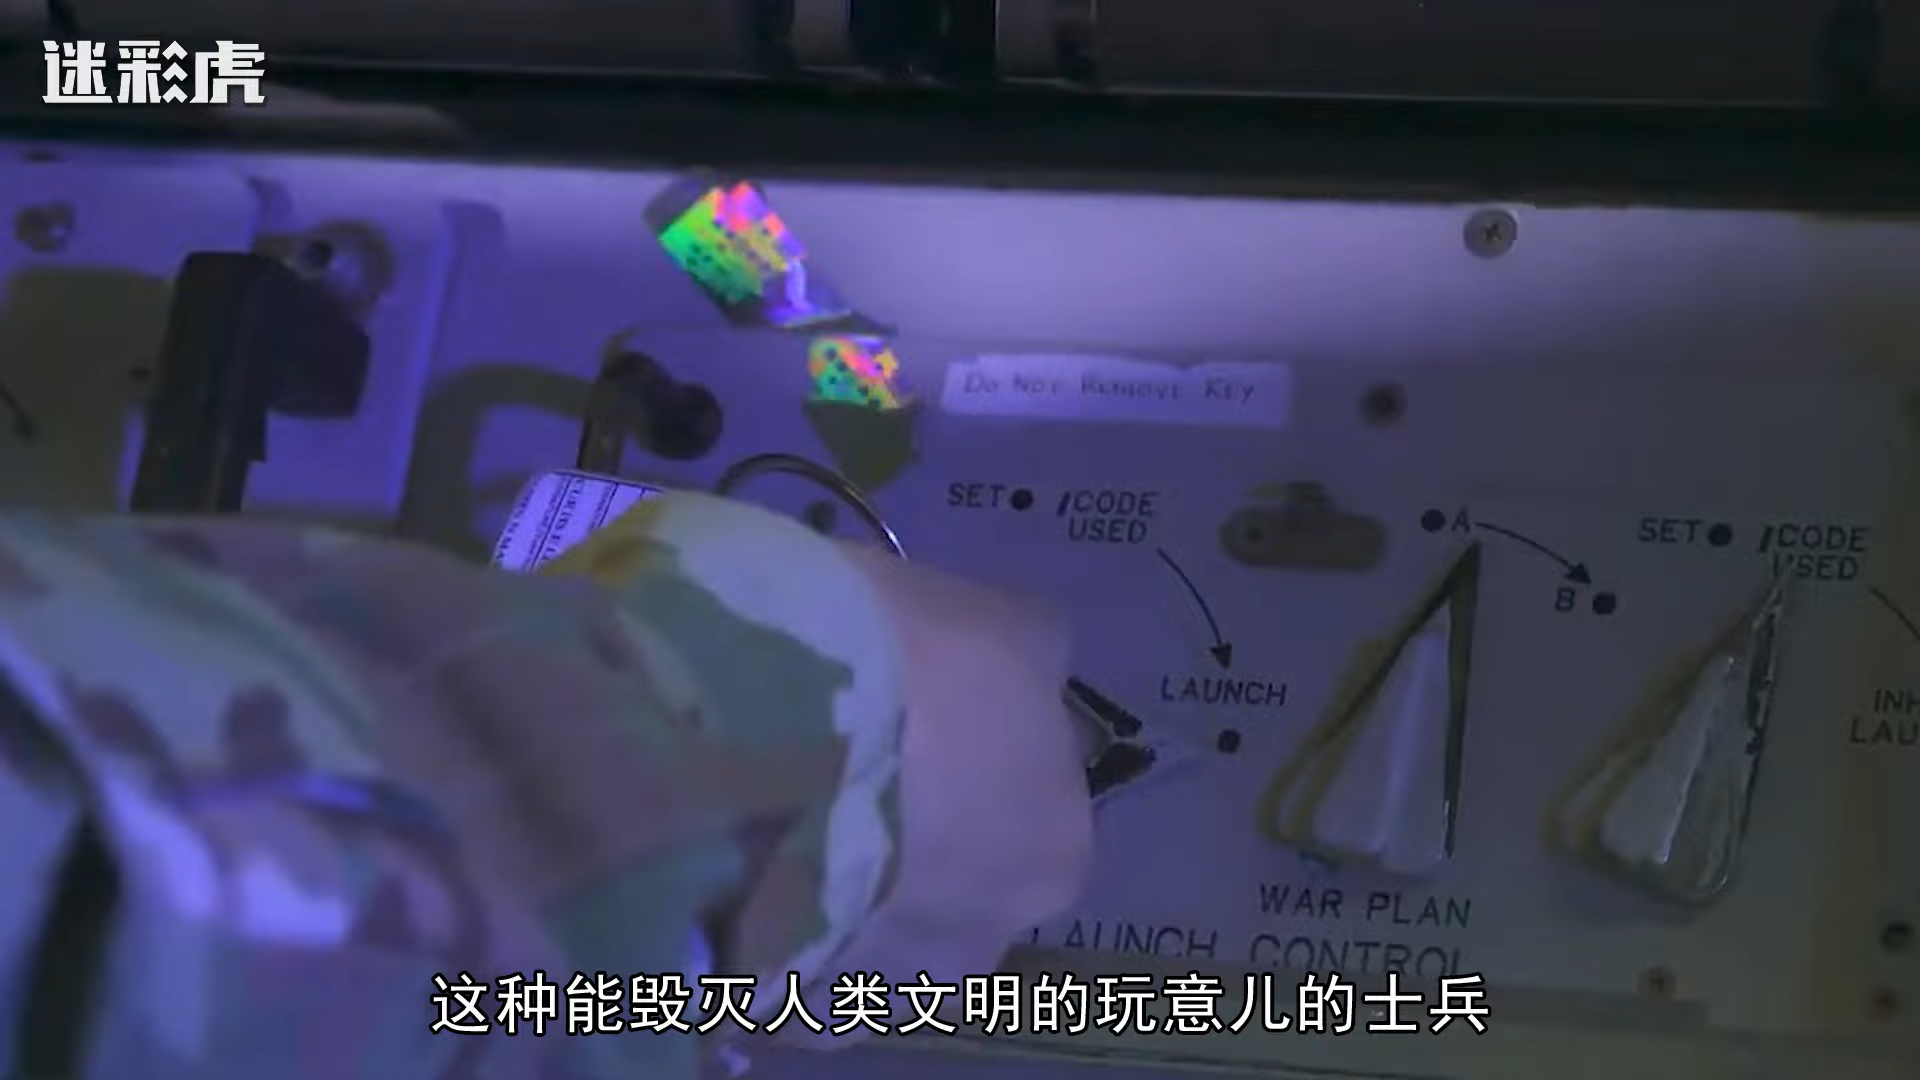 迷彩虎
Do Not Remove Key
SET
CODE
USED
A
B
SET
CODE
USED
LAUNCH
WAR PLAN
LAUNCH CONTROL
这种能毁灭人类文明的玩意儿的士兵